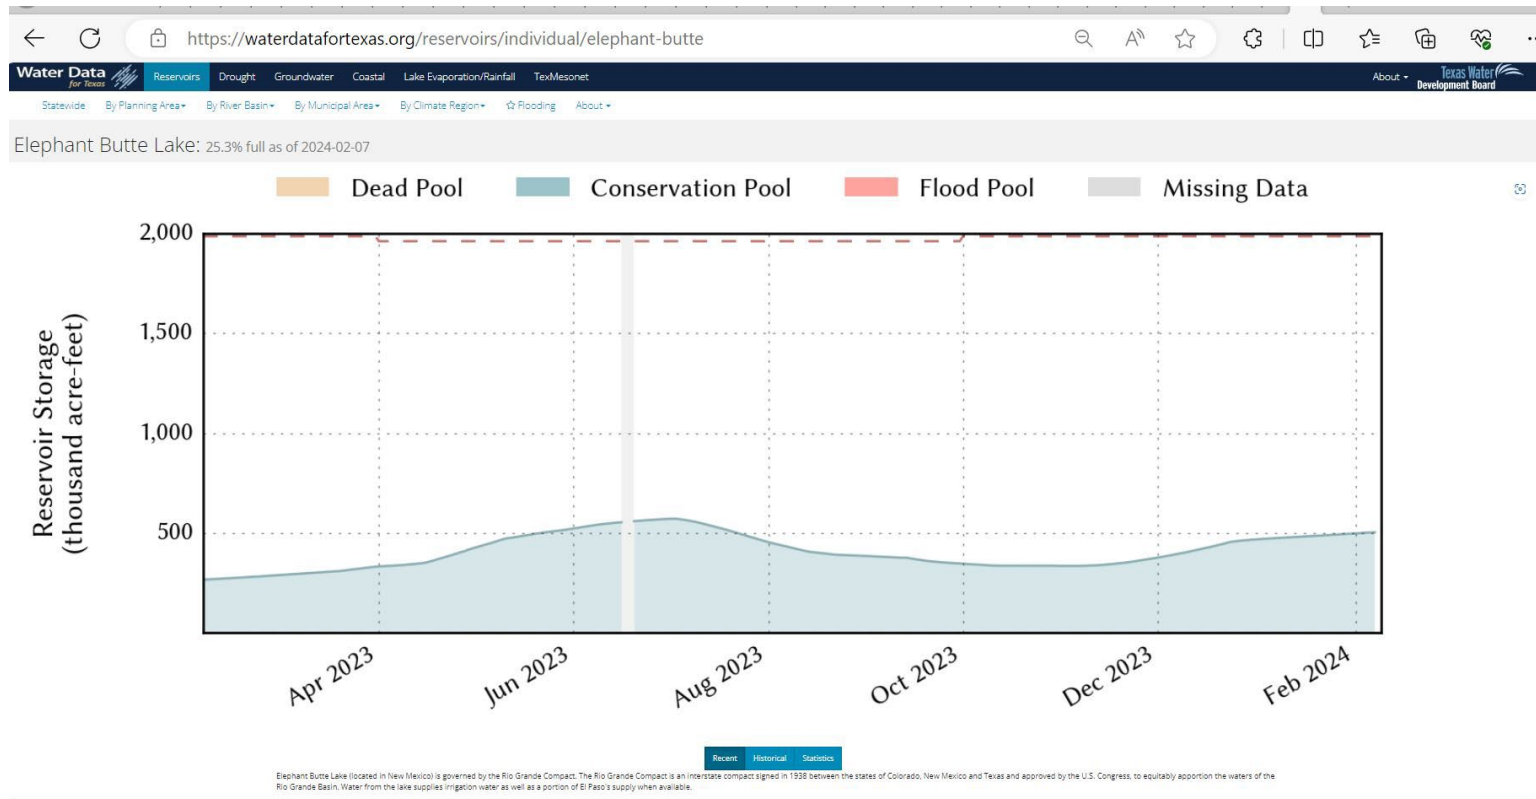 https://waterdatafortexas.org/reservoirs/individual/elephant-butte
Water Data for Texas Reservoirs Drought Groundwater Coastal Lake Evaporation/Rainfall TexMesonet About Texas Water Development Board
Statewide By Planning Area By River Basin By Municipal Area By Climate Region Flooding About
Elephant Butte Lake: 25.3% full as of 2024-02-07
Dead Pool Conservation Pool Flood Pool Missing Data
Reservoir Storage
(thousand acre-feet)
2,000
1,500
1,000
500
Apr 2023 Jun 2023 Aug 2023 Oct 2023 Dec 2023 Feb 2024
Recent Historical Statistics
Elephant Butte Lake (located in New Mexico) is governed by the Rio Grande Compact. The Rio Grande Compact is an interstate compact signed in 1938 between the states of Colorado, New Mexico and Texas and approved by the U.S. Congress, to equitably apportion the waters of the
Rio Grande Basin. Water from the lake supplies irrigation water as well as a portion of El Paso's supply when available.